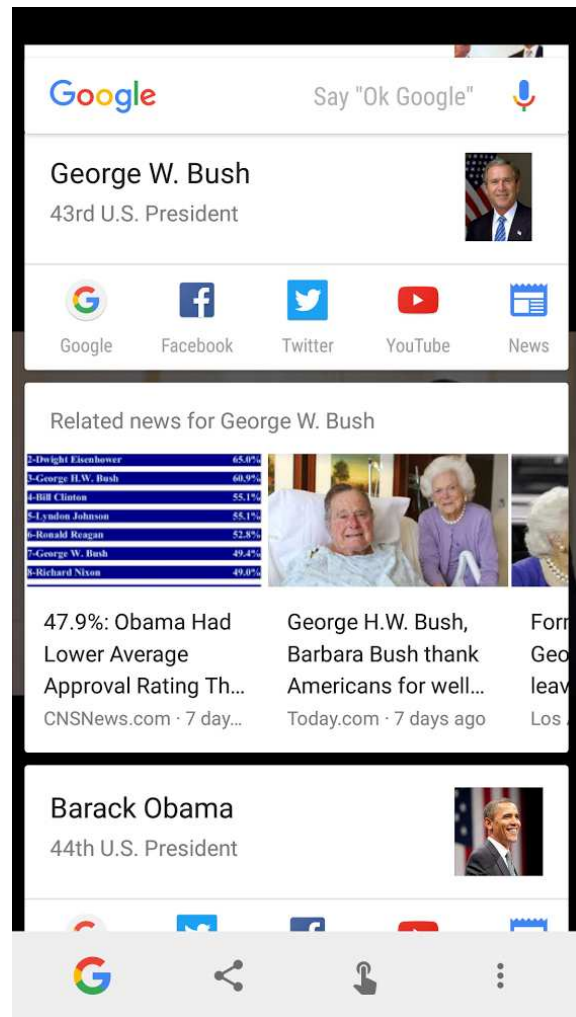 Google Say "Ok Google"
George W. Bush
43rd U.S. President
Google Facebook Twitter YouTube News
Related news for George W. Bush
2-Dwight Eisenhower 65.0%
3-George H.W. Bush 60.9%
4-Bill Clinton 55.1%
5-Lyndon Johnson 55.1%
6-Ronald Reagan 52.8%
7-George W. Bush 49.4%
8-Richard Nixon 49.0%
47.9%: Obama Had
Lower Average
Approval Rating Th...
CNSNews.com · 7 day...
George H.W. Bush,
Barbara Bush thank
Americans for well...
Today.com · 7 days ago
Geo
leav
Los
Barack Obama
44th U.S. President